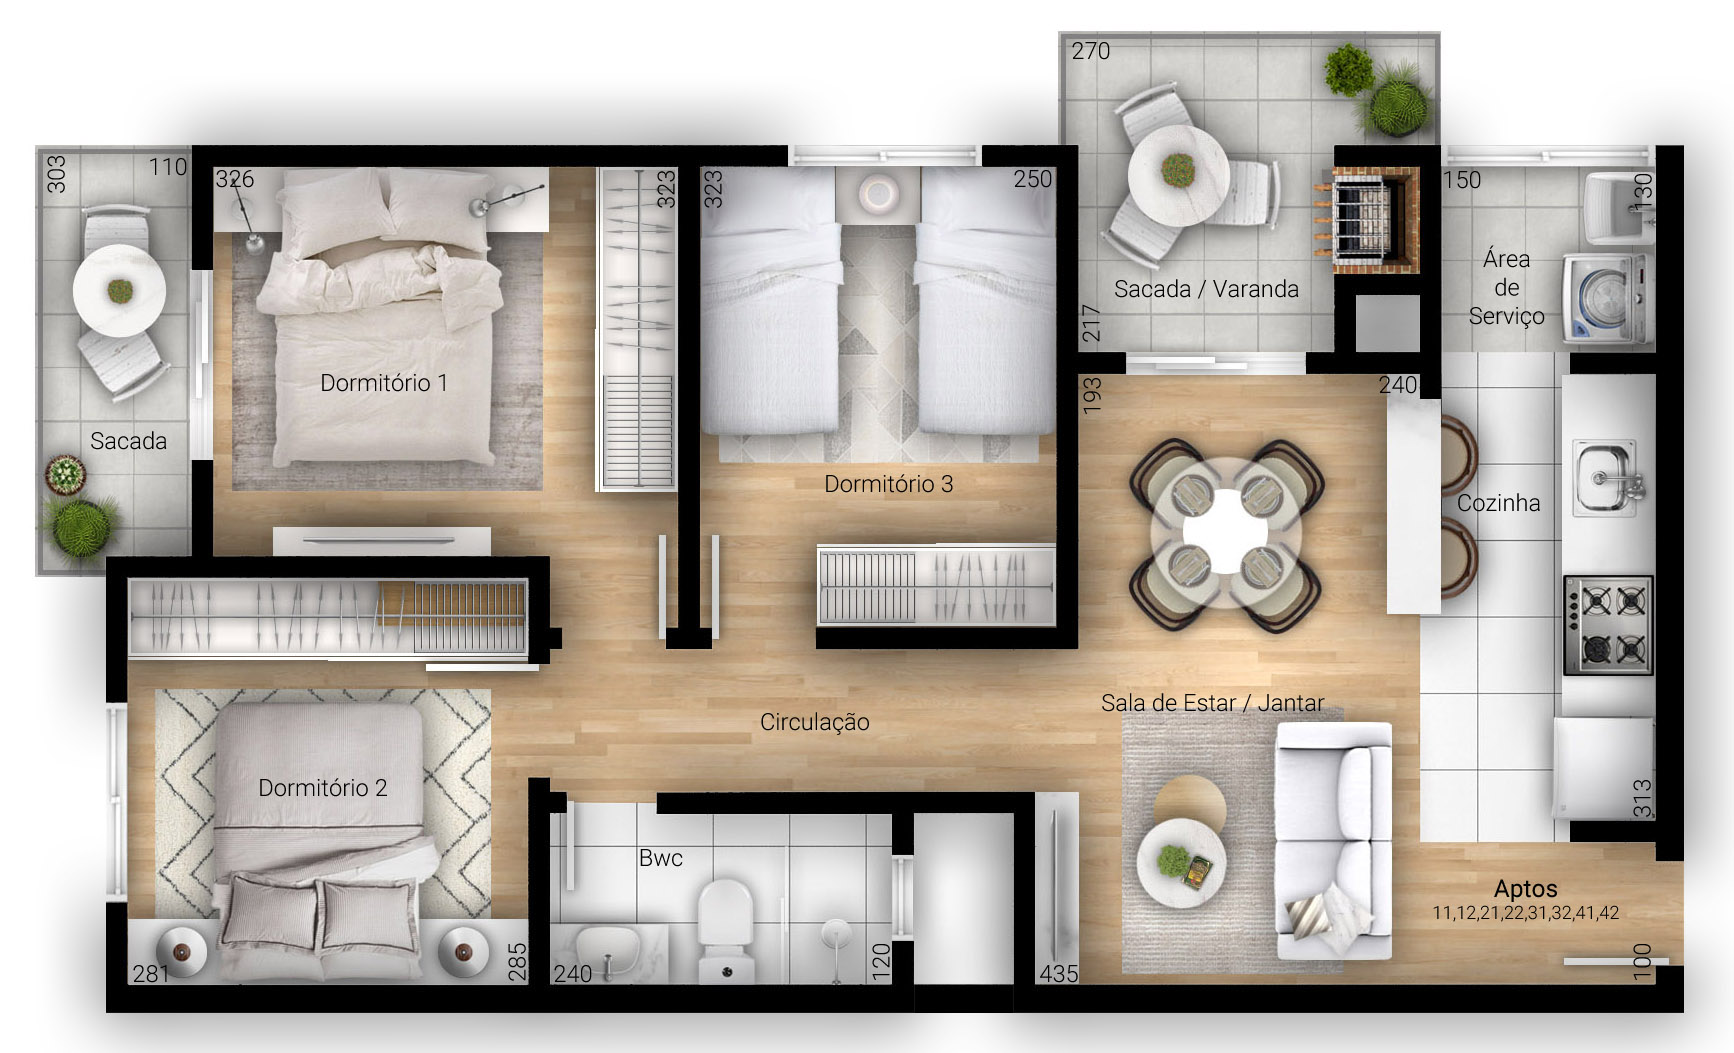 270
303
110
326
323
323
250
150
130
Área
de
Serviço
Sacada / Varanda
217
Dormitório 1
193
240
Sacada
Dormitório 3
Cozinha
Sala de Estar / Jantar
Circulação
Dormitório 2
313
Bwc
Aptos
11,12,21,22,31,32,41,42
281
285
240
120
435
100